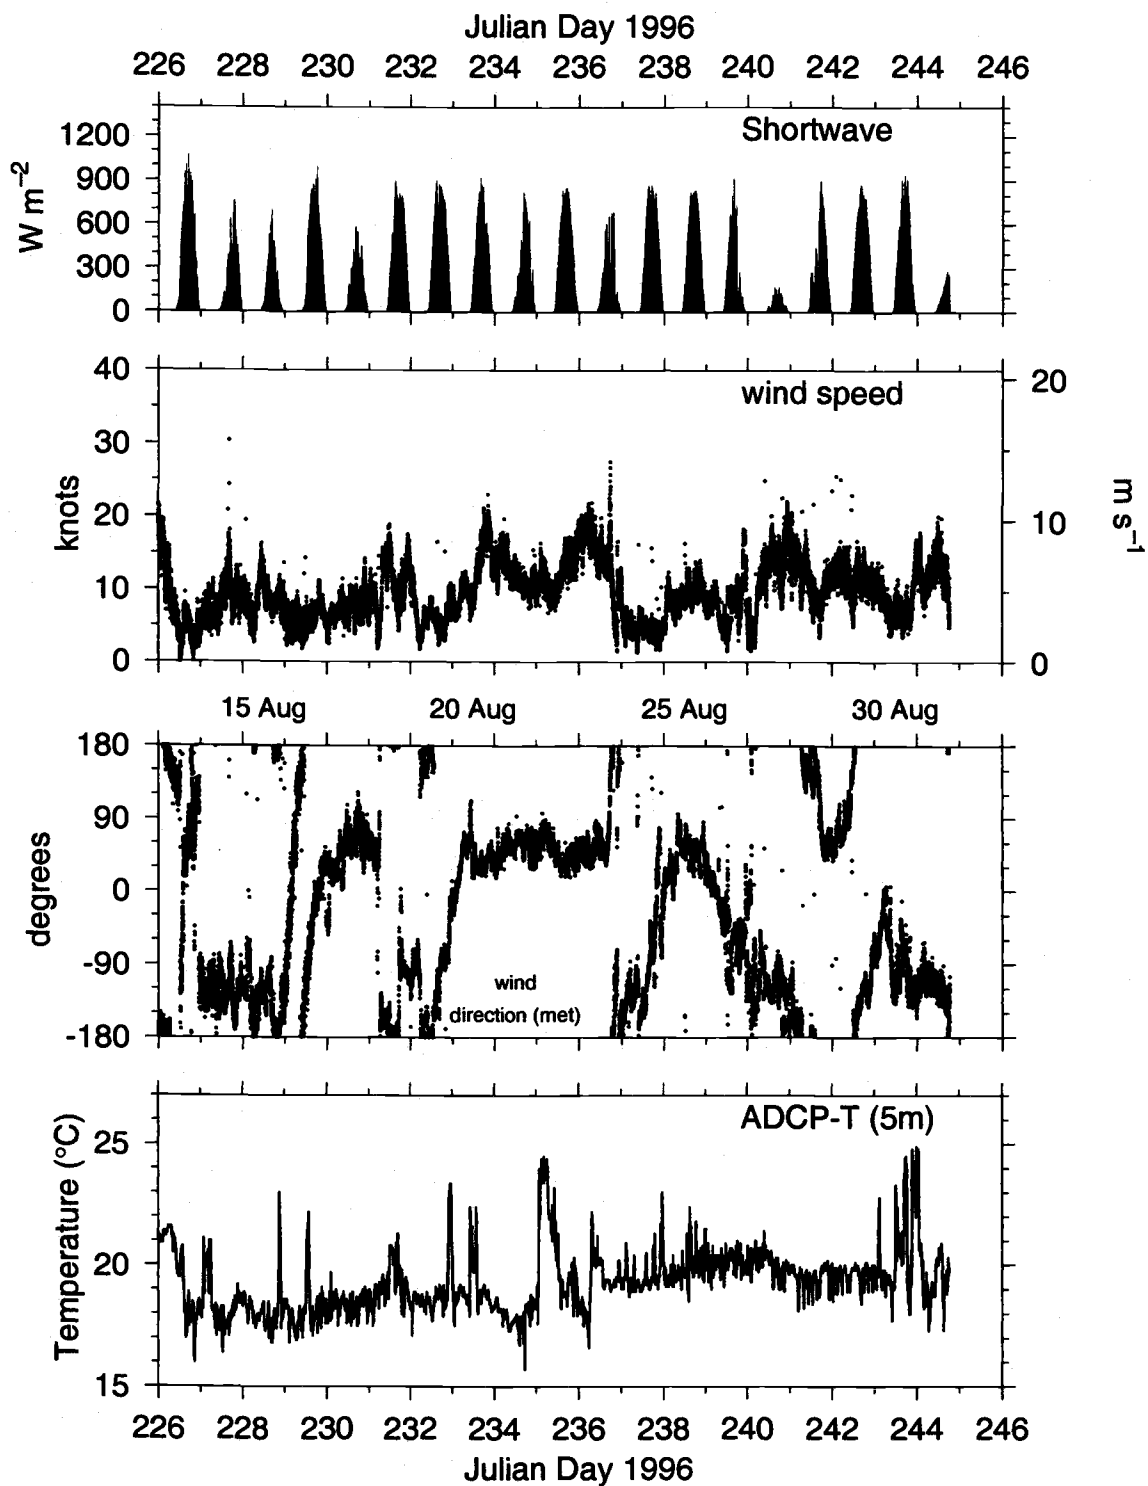 Julian Day 1996
226 228 230 232 234 236 238 240 242 244 246
Shortwave
1200
900
600
300
0
W m⁻²
wind speed
40
30
20
10
0
knots
20
10
0
m s⁻¹
15 Aug 20 Aug 25 Aug 30 Aug
180
90
0
-90
-180
degrees
wind
direction (met)
ADCP-T (5m)
25
20
15
Temperature (°C)
226 228 230 232 234 236 238 240 242 244 246
Julian Day 1996